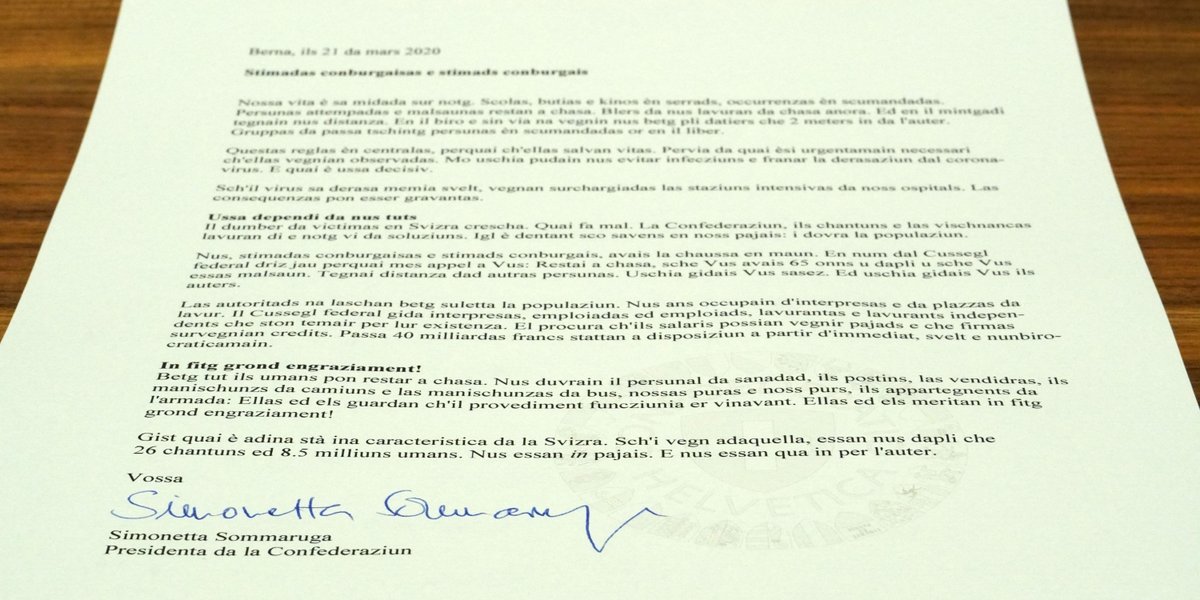 Berna, ils 21 da mars 2020
Stimadas conburgaisas e stimads conburgais
Nossa vita è sa midada sur notg. Scolas, butias e kinos èn serrads, occurrenzas èn scumandadas.
Persunas attempadas e malsaunas restan a chasa. Blers da nus lavuran da chasa anora. Ed en il mintgadi
tegnain nus distanza. En il biro e sin via na vegnin nus betg pli datiers che 2 meters in da l'auter.
Gruppas da passa tschintg persunas èn scumandadas or en il liber.
Questas reglas èn centralas, perquai ch'ellas salvan vitas. Pervia da quai èsi urgentamain necessari
ch'ellas vegnian observadas. Mo uschia pudain nus evitar infecziuns e franar la derasaziun dal corona-
virus. E quai è ussa decisiv.
Sch'il virus sa derasa memia svelt, vegnan surchargiadas las staziuns intensivas da noss ospitals. Las
consequenzas pon esser gravantas.
Ussa dependi da nus tuts
Il dumber da victimas en Svizra crescha. Quai fa mal. La Confederaziun, ils chantuns e las vischnancas
lavuran di e notg vi da soluziuns. Igl è dentant sco savens en noss pajais: i dovra la populaziun.
Nus, stimadas conburgaisas e stimads conburgais, avais la chaussa en maun. En num dal Cussegl
federal driz jau perquai mes appel a Vus: Restai a chasa, sche Vus avais 65 onns u dapli u sche Vus
essas malsaun. Tegnai distanza dad autras persunas. Uschia gidais Vus sasez. Ed uschia gidais Vus ils
auters.
Las autoritads na laschan betg suletta la populaziun. Nus ans occupain d'interpresas e da plazzas da
lavur. Il Cussegl federal gida interpresas, emploiadas ed emploiads, lavurantas e lavurants indepen-
dents che ston temair per lur existenza. El procura ch'ils salaris possian vegnir pajads e che firmas
survegnian credits. Passa 40 milliardas francs stattan a disposiziun a partir d'immediat, svelt e nunbiro-
craticamain.
In fitg grond engraziament!
Betg tut ils umans pon restar a chasa. Nus duvrain il persunal da sanadad, ils postins, las vendidras, ils
manischunzs da camiuns e las manischunzas da bus, nossas puras e noss purs, ils appartegnents da
l'armada: Ellas ed els guardan ch'il provediment funcziunia er vinavant. Ellas ed els meritan in fitg
grond engraziament!
Gist quai è adina stà ina caracteristica da la Svizra. Sch'i vegn adaquella, essan nus dapli che
26 chantuns ed 8.5 milliuns umans. Nus essan in pajais. E nus essan qua in per l'auter.
Vossa
Simonetta Sommaruga
Simonetta Sommaruga
Presidenta da la Confederaziun